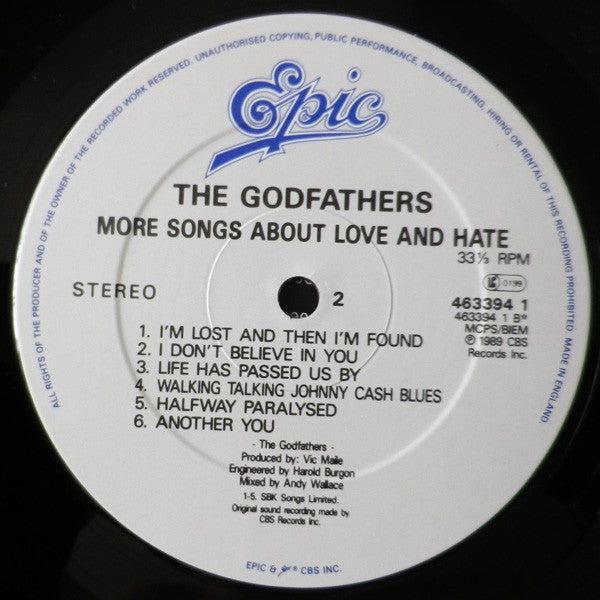 ALL RIGHTS OF THE PRODUCER AND OF THE OWNER OF THE RECORDED WORK RESERVED. UNAUTHORISED COPYING, PUBLIC PERFORMANCE, BROADCASTING, HIRING OR RENTAL OF THIS RECORDING PROHIBITED. MADE IN ENGLAND.
Epic
THE GODFATHERS
MORE SONGS ABOUT LOVE AND HATE
33⅓ RPM
LC 0199
STEREO
2
463394 1
463394 1 B*
MCPS/BIEM
℗ 1989 CBS
Records Inc.
1. I'M LOST AND THEN I'M FOUND
2. I DON'T BELIEVE IN YOU
3. LIFE HAS PASSED US BY
4. WALKING TALKING JOHNNY CASH BLUES
5. HALFWAY PARALYSED
6. ANOTHER YOU
- The Godfathers -
Produced by: Vic Maile
Engineered by Harold Burgon
Mixed by Andy Wallace
1-5. SBK Songs Limited.
Original sound recording made by
CBS Records Inc.
EPIC & Epic ® CBS INC.